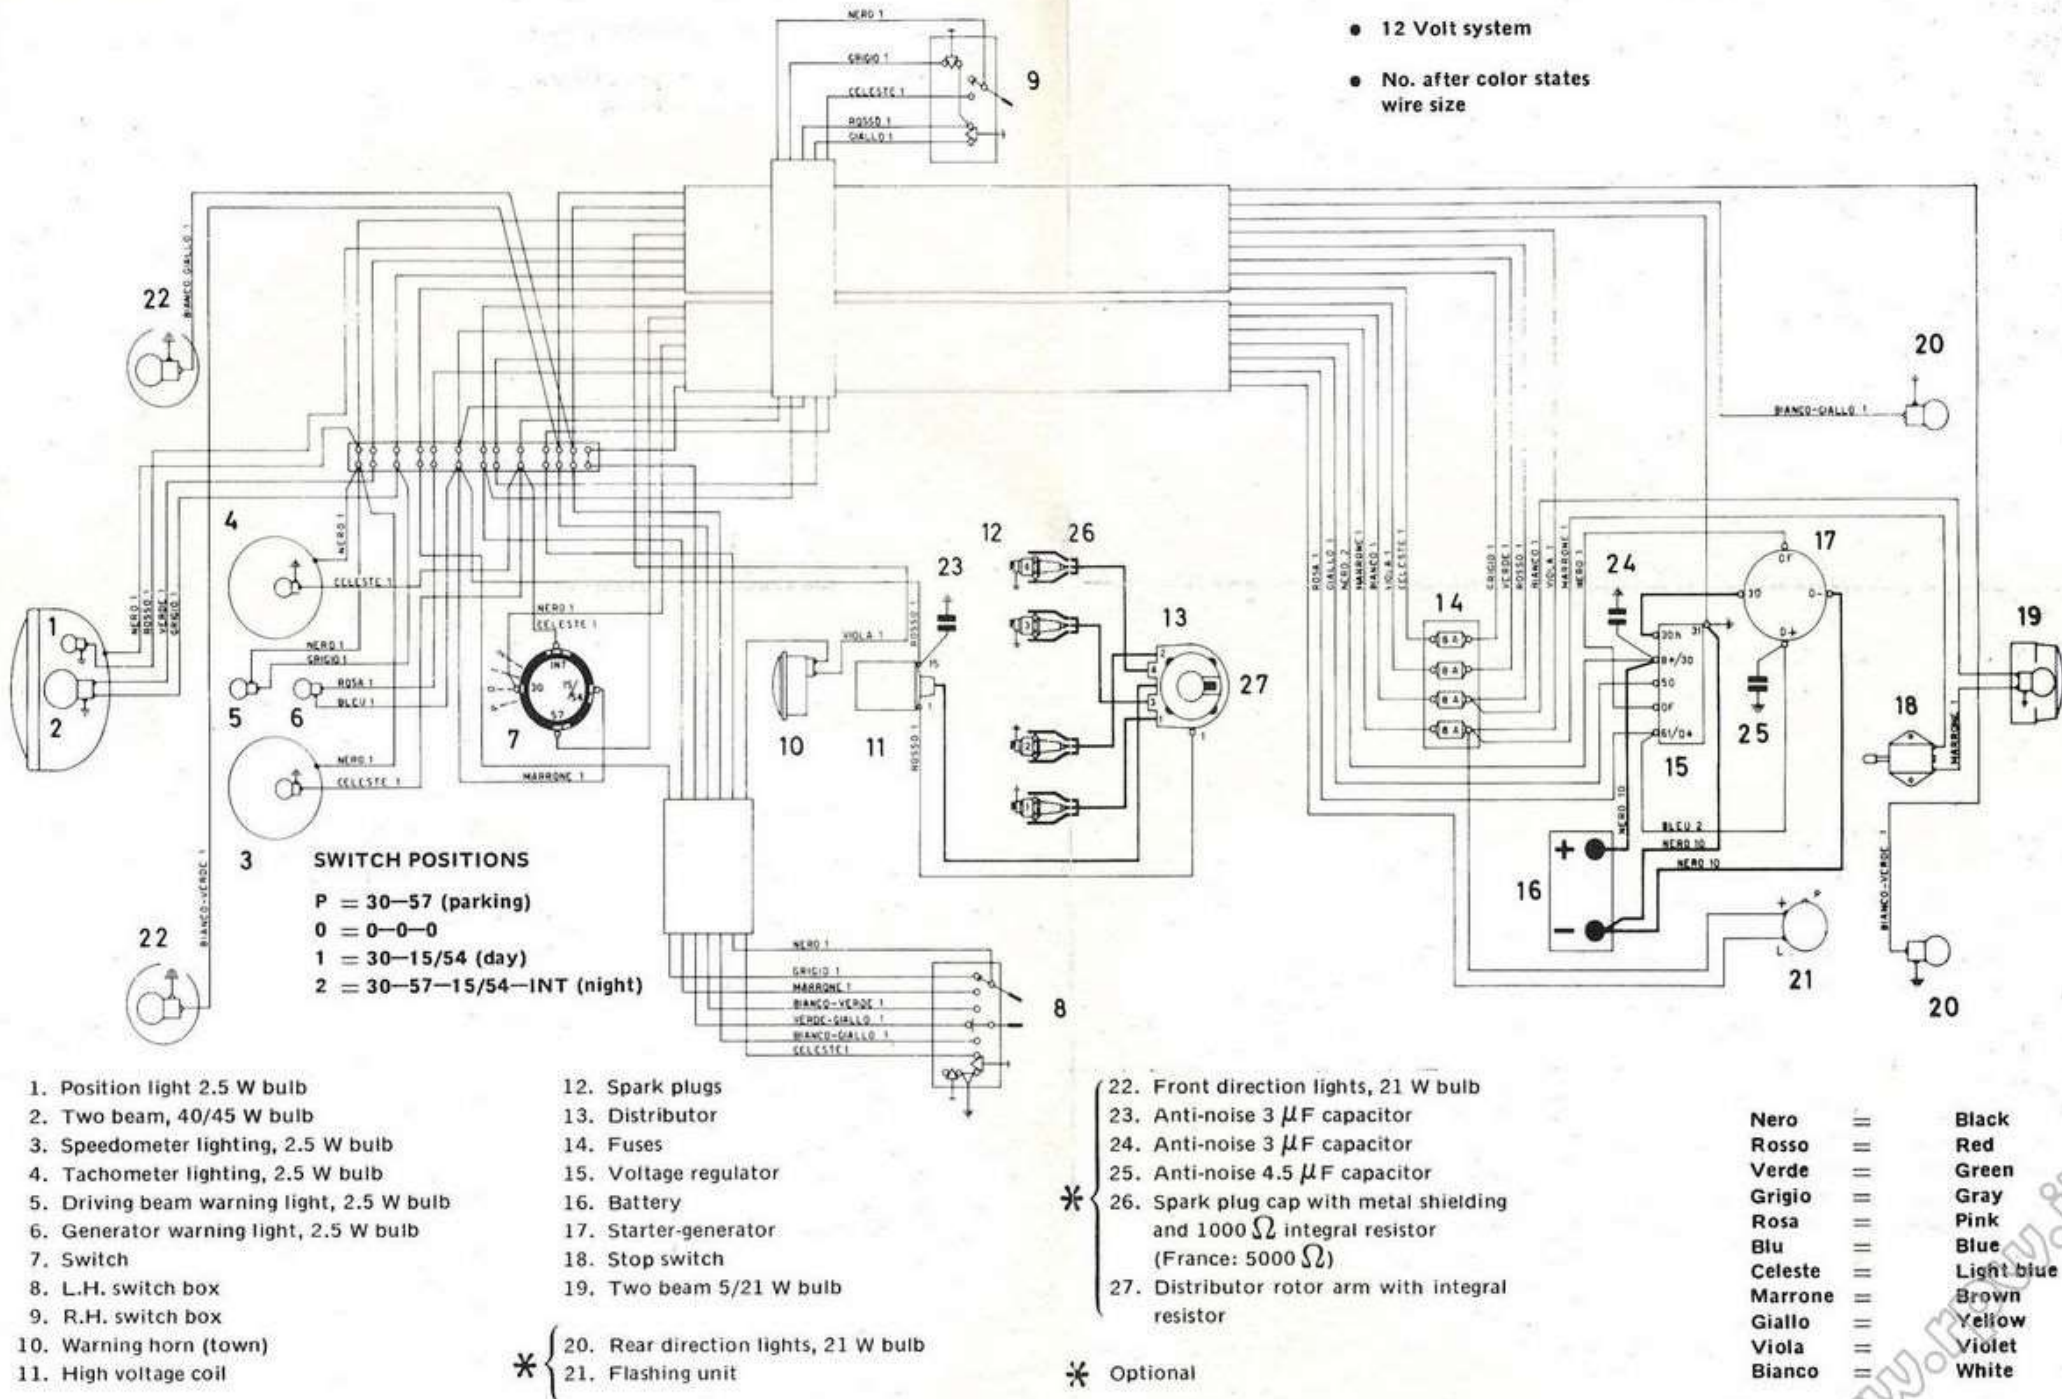 ● 12 Volt system
● No. after color states
wire size
NERO 1
GRIGIO 1
CELESTE 1
ROSSO 1
GIALLO 1
9
BIANCO GIALLO 1
22
20
BIANCO-GIALLO 1
4
NERO 1
CELESTE 1
12
26
23
13
27
14
24
17
19
ROSA 1
GIALLO 1
NERO 2
MARRONE 1
BIANCO 1
VIOLA 1
CELESTE 1
GRIGIO 1
VERDE 1
ROSSO 1
BIANCO 1
VIOLA 1
MARRONE 1
NERO 1
8 A
8 A
8 A
8 A
DF
30
D-
D+
30h
31
B+/30
50
DF
61/D+
15
25
18
MARRONE 1
1
2
NERO 1
ROSSO 1
VERDE 1
GRIGIO 1
NERO 1
GRIGIO 1
ROSA 1
BLEU 1
5
6
NERO 1
CELESTE 1
INT
30
15/54
57
7
MARRONE 1
VIOLA 1
ROSSO 1
15
1
ROSSO 1
10
11
4
3
2
1
2
4
3
1
1
NERO 1
CELESTE 1
3
22
BIANCO-VERDE 1
SWITCH POSITIONS
P = 30—57 (parking)
0 = 0—0—0
1 = 30—15/54 (day)
2 = 30—57—15/54—INT (night)
NERO 1
GRIGIO 1
MARRONE 1
BIANCO-VERDE 1
VERDE-GIALLO 1
BIANCO-GIALLO 1
CELESTE 1
8
NERO 10
BLEU 2
NERO 10
NERO 10
+
−
16
+
P
L
21
BIANCO-VERDE 1
20
1. Position light 2.5 W bulb
2. Two beam, 40/45 W bulb
3. Speedometer lighting, 2.5 W bulb
4. Tachometer lighting, 2.5 W bulb
5. Driving beam warning light, 2.5 W bulb
6. Generator warning light, 2.5 W bulb
7. Switch
8. L.H. switch box
9. R.H. switch box
10. Warning horn (town)
11. High voltage coil
12. Spark plugs
13. Distributor
14. Fuses
15. Voltage regulator
16. Battery
17. Starter-generator
18. Stop switch
19. Two beam 5/21 W bulb
* 20. Rear direction lights, 21 W bulb
21. Flashing unit
22. Front direction lights, 21 W bulb
23. Anti-noise 3 μF capacitor
24. Anti-noise 3 μF capacitor
25. Anti-noise 4.5 μF capacitor
* 26. Spark plug cap with metal shielding
and 1000 Ω integral resistor
(France: 5000 Ω)
27. Distributor rotor arm with integral
resistor
* Optional
Nero = Black
Rosso = Red
Verde = Green
Grigio = Gray
Rosa = Pink
Blu = Blue
Celeste = Light blue
Marrone = Brown
Giallo = Yellow
Viola = Violet
Bianco = White